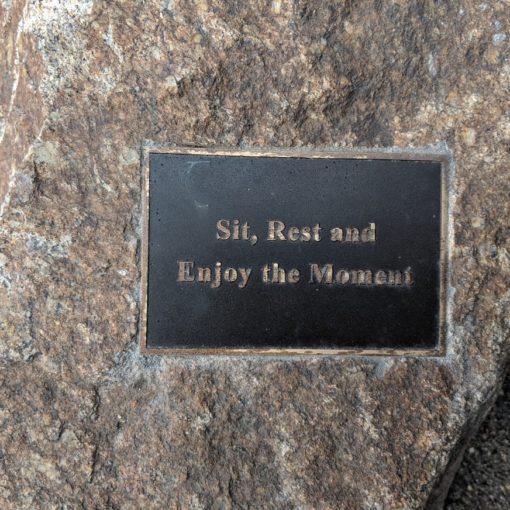 Sit, Rest and
Enjoy the Moment